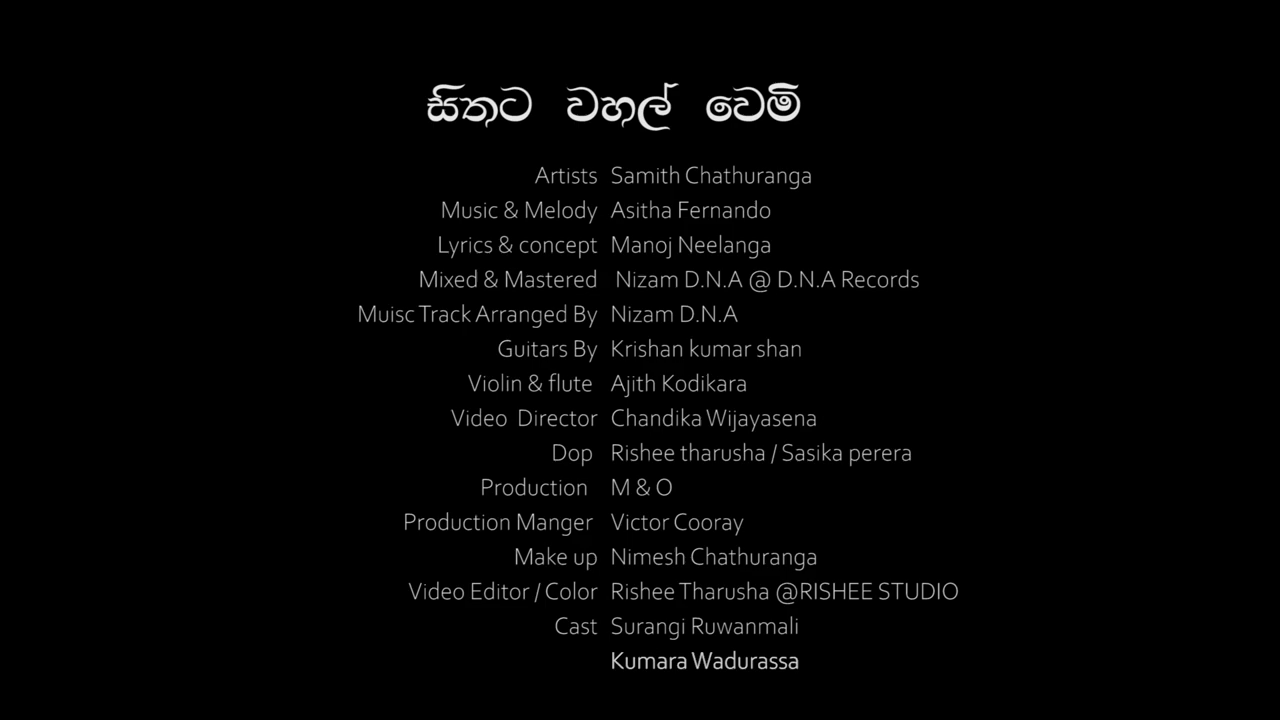 සිතට වහල් වෙමි
Artists Samith Chathuranga
Music & Melody Asitha Fernando
Lyrics & concept Manoj Neelanga
Mixed & Mastered Nizam D.N.A @ D.N.A Records
Muisc Track Arranged By Nizam D.N.A
Guitars By Krishan kumar shan
Violin & flute Ajith Kodikara
Video Director Chandika Wijayasena
Dop Rishee tharusha / Sasika perera
Production M & O
Production Manger Victor Cooray
Make up Nimesh Chathuranga
Video Editor / Color Rishee Tharusha @RISHEE STUDIO
Cast Surangi Ruwanmali
Kumara Wadurassa